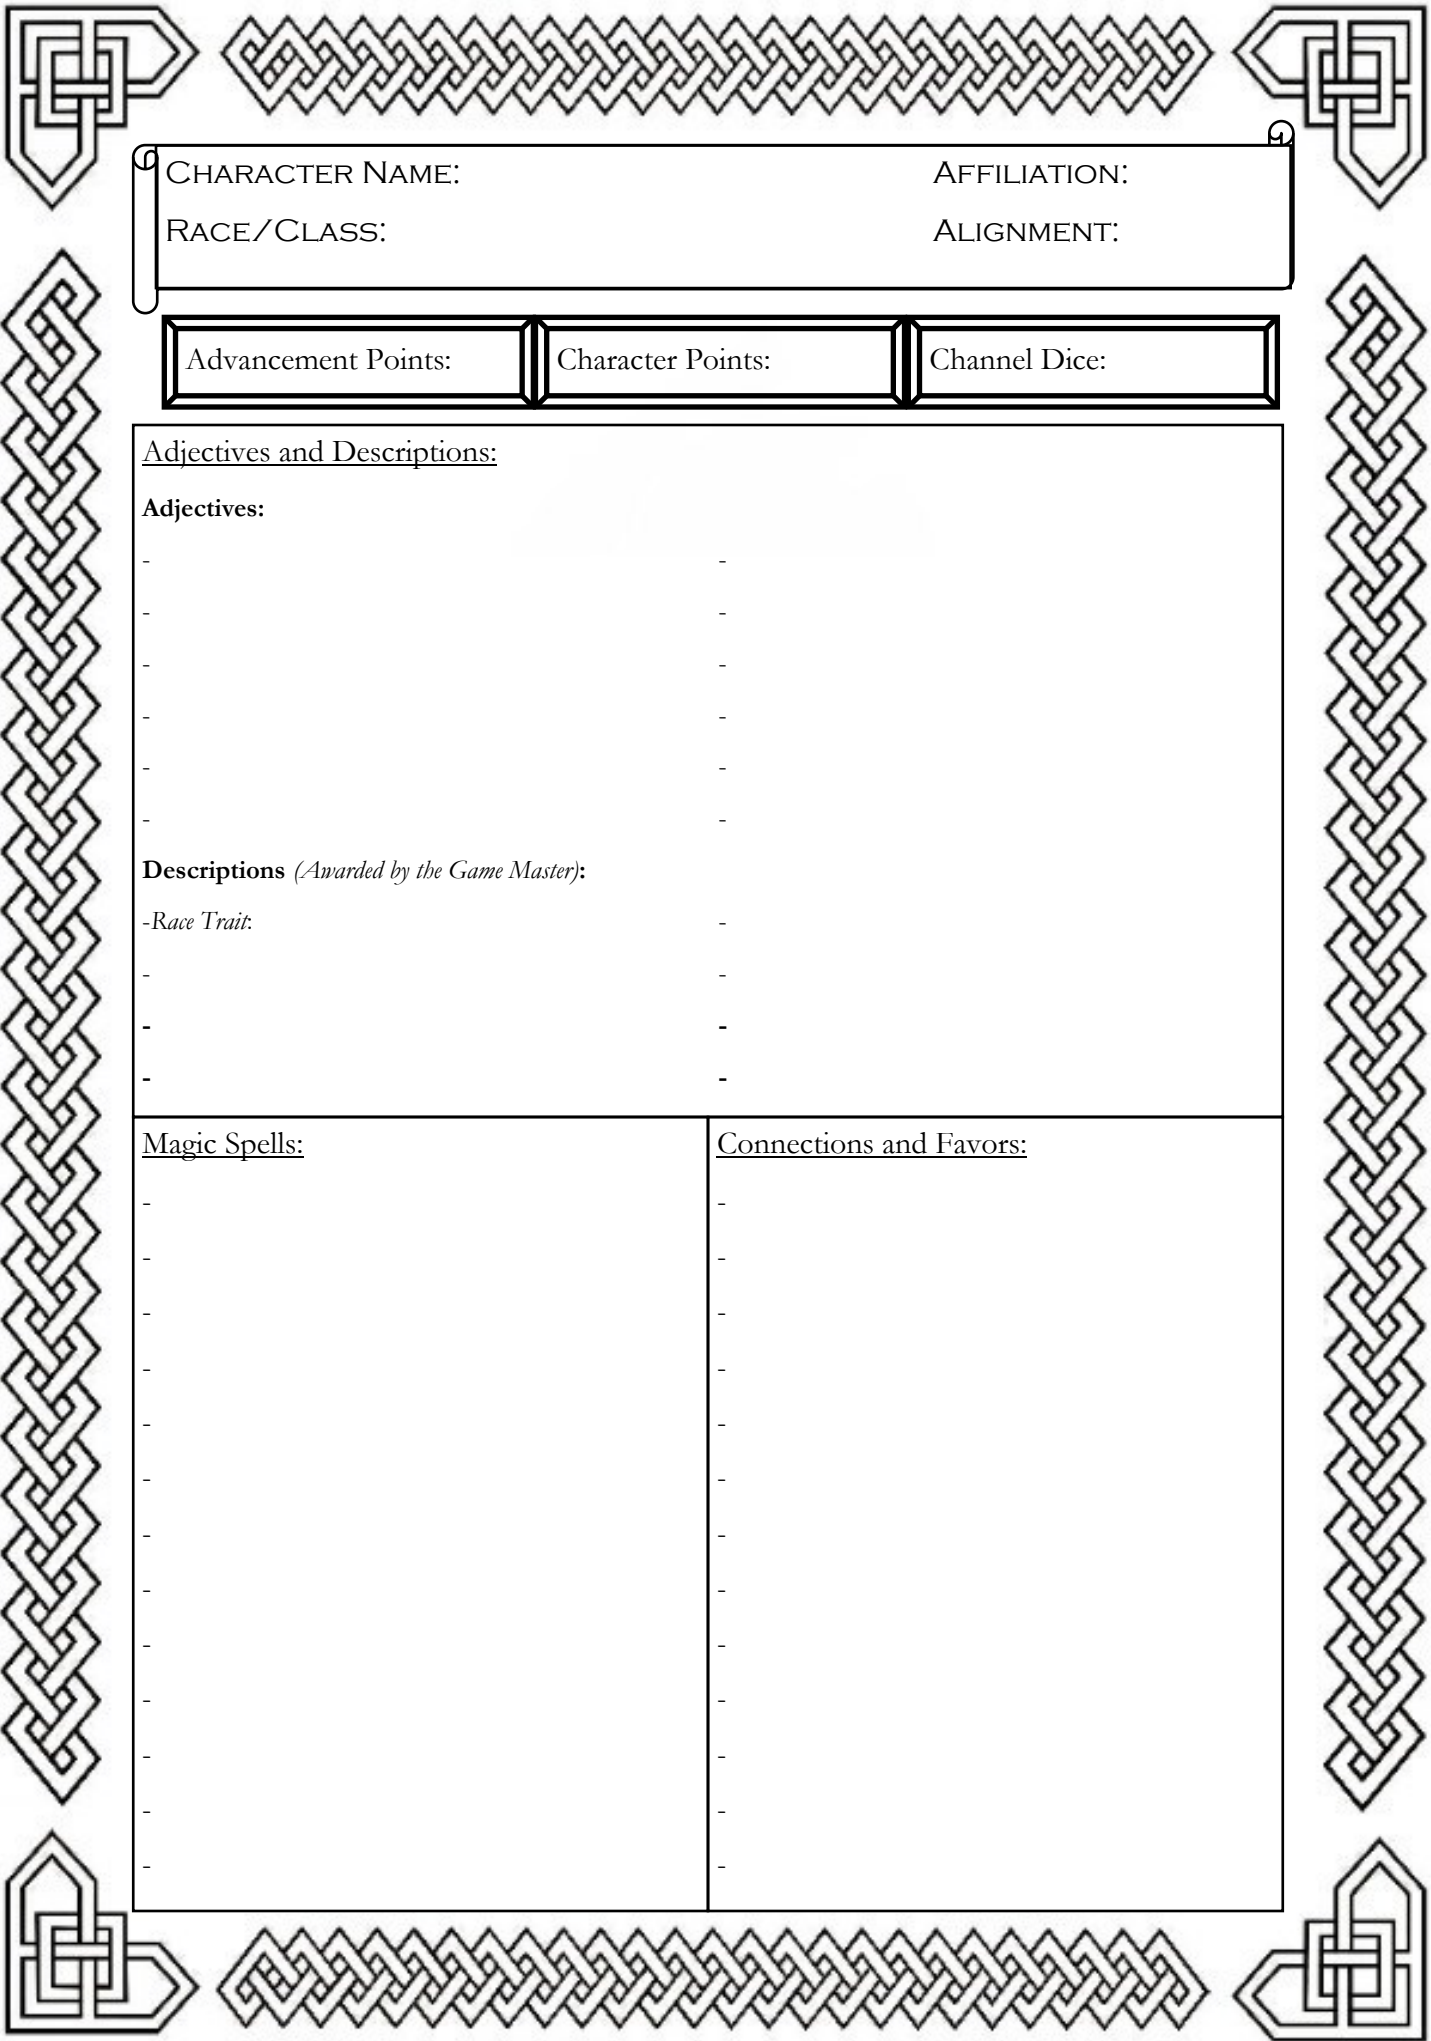 CHARACTER NAME: AFFILIATION:
RACE/CLASS: ALIGNMENT:
Advancement Points: Character Points: Channel Dice:
Adjectives and Descriptions:
Adjectives:
- -
- -
- -
- -
- -
- -
Descriptions (Awarded by the Game Master):
-Race Trait: -
- -
- -
- -
Magic Spells: Connections and Favors:
- -
- -
- -
- -
- -
- -
- -
- -
- -
- -
- -
- -
- -